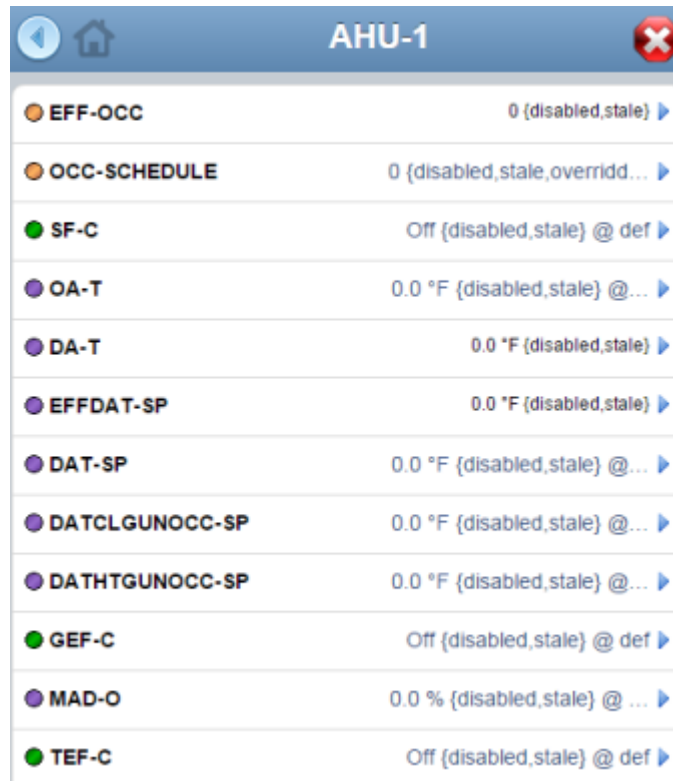 AHU-1
EFF-OCC 0 {disabled,stale}
OCC-SCHEDULE 0 {disabled,stale,overridd...
SF-C Off {disabled,stale} @ def
OA-T 0.0 °F {disabled,stale} @...
DA-T 0.0 °F {disabled,stale}
EFFDAT-SP 0.0 °F {disabled,stale}
DAT-SP 0.0 °F {disabled,stale} @...
DATCLGUNOCC-SP 0.0 °F {disabled,stale} @...
DATHTGUNOCC-SP 0.0 °F {disabled,stale} @...
GEF-C Off {disabled,stale} @ def
MAD-O 0.0 % {disabled,stale} @ ...
TEF-C Off {disabled,stale} @ def